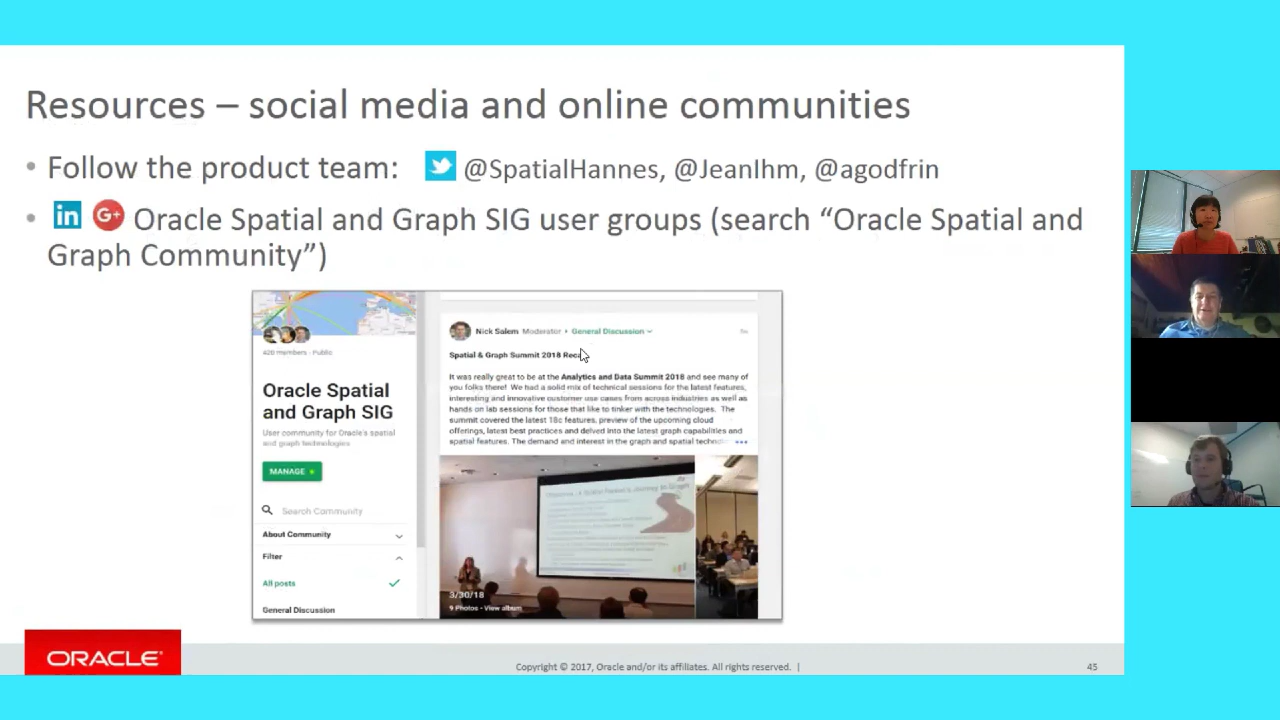 Resources – social media and online communities
• Follow the product team: @SpatialHannes, @JeanIhm, @agodfrin
• in G+ Oracle Spatial and Graph SIG user groups (search “Oracle Spatial and
Graph Community”)
420 members · Public
Oracle Spatial
and Graph SIG
User community for Oracle's spatial
and graph technologies
MANAGE
Search Community
About Community
Filter
All posts
General Discussion
Nick Salem Moderator › General Discussion
Spatial & Graph Summit 2018 Reca
It was really great to be at the Analytics and Data Summit 2018 and see many of
you folks there! We had a solid mix of technical sessions for the latest features,
interesting and innovative customer use cases from across industries as well as
hands on lab sessions for those that like to tinker with the technologies. The
summit covered the latest 18c features, preview of the upcoming cloud
offerings, latest best practices and delved into the latest graph capabilities and
spatial features. The demand and interest in the graph and spatial
3/30/18
9 Photos - View album
ORACLE
Copyright © 2017, Oracle and/or its affiliates. All rights reserved. |
45